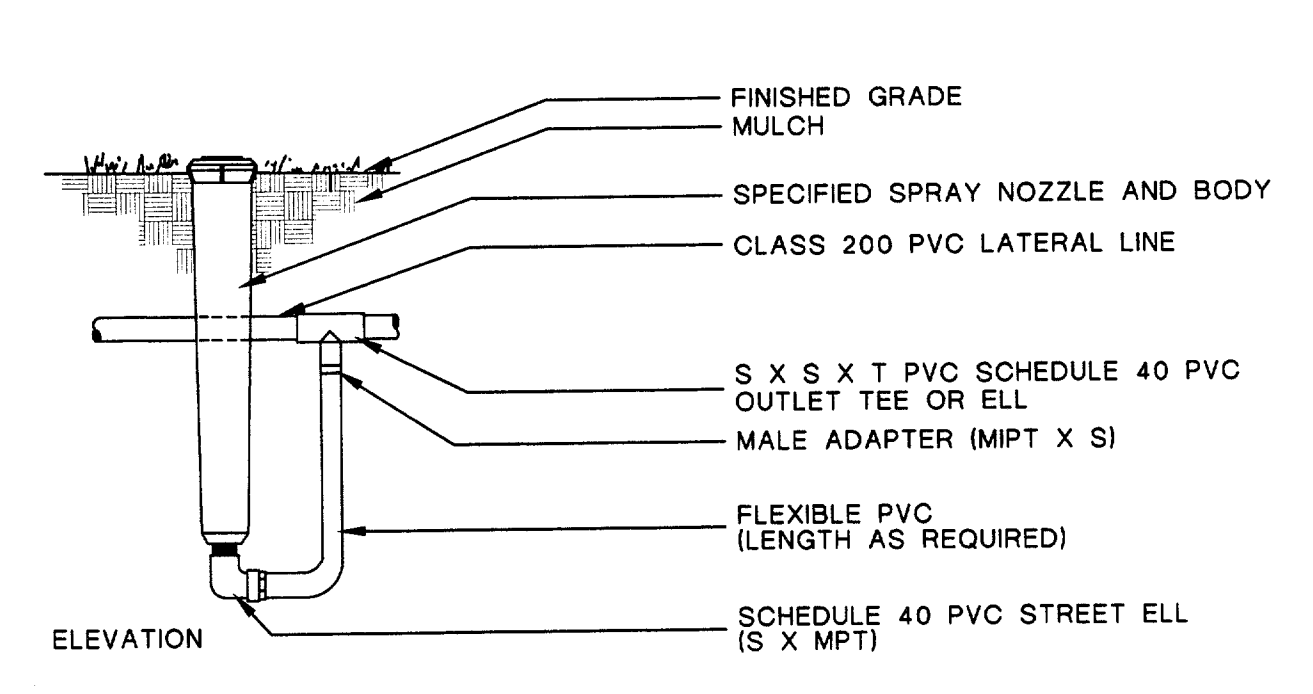 FINISHED GRADE
MULCH
SPECIFIED SPRAY NOZZLE AND BODY
CLASS 200 PVC LATERAL LINE
S X S X T PVC SCHEDULE 40 PVC
OUTLET TEE OR ELL
MALE ADAPTER (MIPT X S)
FLEXIBLE PVC
(LENGTH AS REQUIRED)
SCHEDULE 40 PVC STREET ELL
(S X MPT)
ELEVATION